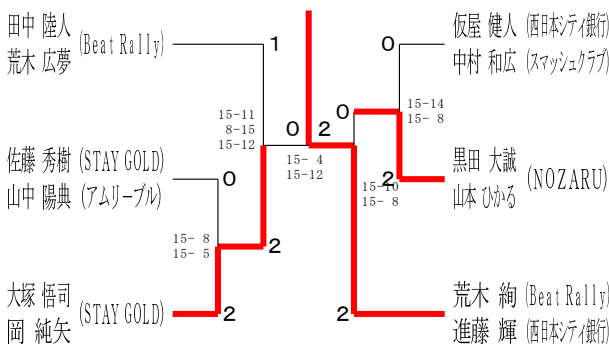 田中 陸人
荒木 広夢
(Beat Rally)
1
佐藤 秀樹 (STAY GOLD)
山中 陽典 (アムリーブル)
0
大塚 悟司
岡 純矢
(STAY GOLD)
2
15- 8
15- 5
2
15-11
8-15
15-12
0 2
15- 4
15-12
仮屋 健人 (西日本シティ銀行)
中村 和広 (スマッシュクラブ)
0
黒田 大誠
山本 ひかる
(NOZARU)
2
15-14
15- 8
0
15-10
15- 8
荒木 絢 (Beat Rally)
進藤 輝 (西日本シティ銀行)
2